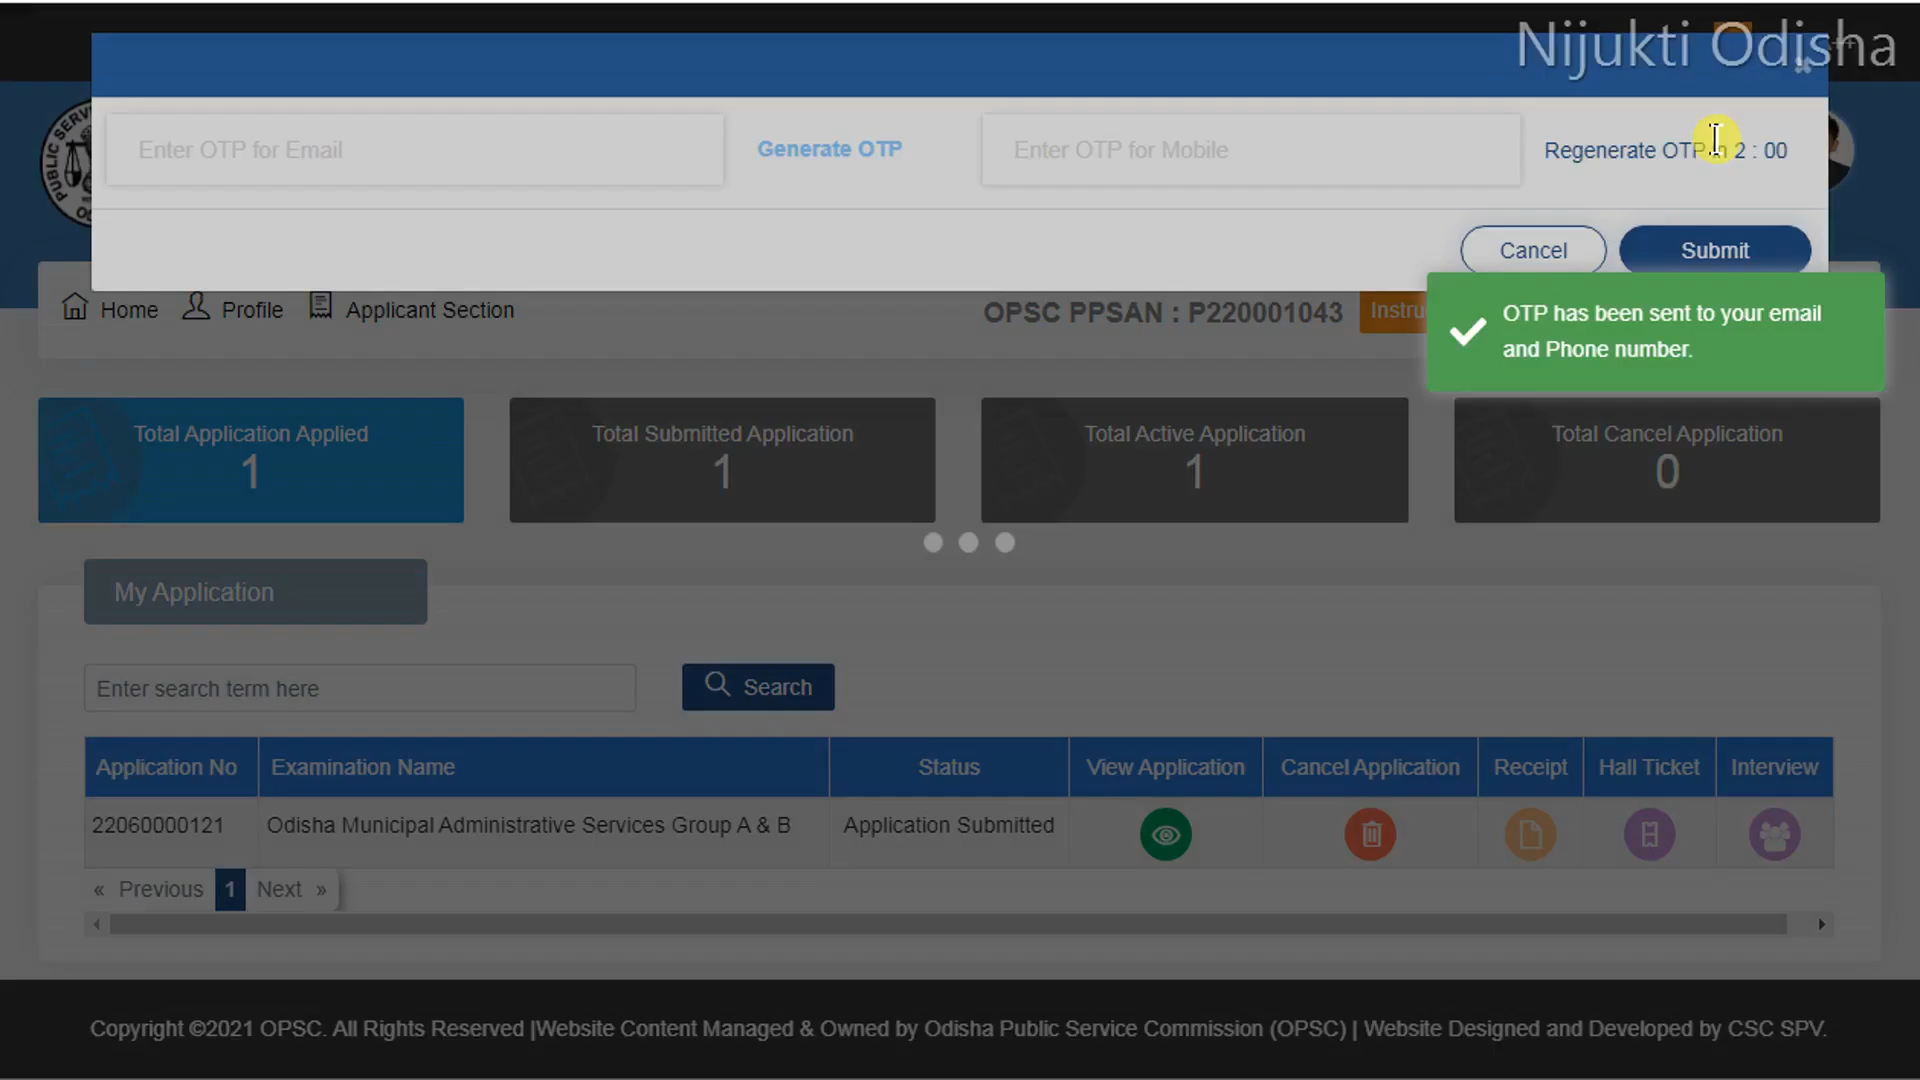 Nijukti Odisha
Enter OTP for Email
Generate OTP
Enter OTP for Mobile
Regenerate OTP in 2 : 00
Cancel
Submit
PUBLIC SERV
Home
Profile
Applicant Section
OPSC PPSAN : P220001043
Instru
OTP has been sent to your email
and Phone number.
Total Application Applied
1
Total Submitted Application
1
Total Active Application
1
Total Cancel Application
0
My Application
Enter search term here
Search
Application No
Examination Name
Status
View Application
Cancel Application
Receipt
Hall Ticket
Interview
22060000121
Odisha Municipal Administrative Services Group A & B
Application Submitted
« Previous 1 Next »
Copyright ©2021 OPSC. All Rights Reserved |Website Content Managed & Owned by Odisha Public Service Commission (OPSC) | Website Designed and Developed by CSC SPV.